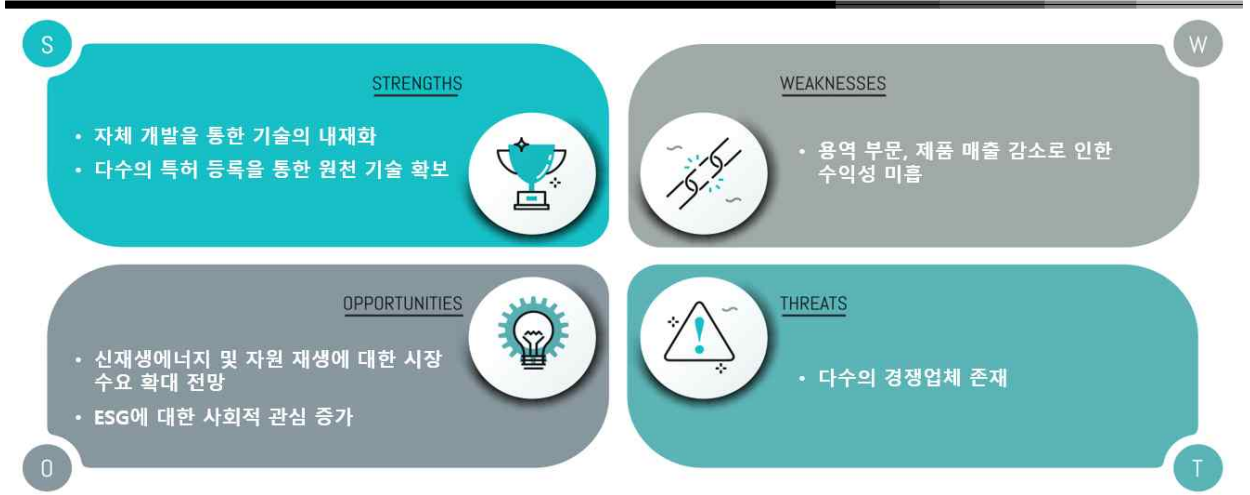 S
STRENGTHS
• 자체 개발을 통한 기술의 내재화
• 다수의 특허 등록을 통한 원천 기술 확보
W
WEAKNESSES
• 용역 부문, 제품 매출 감소로 인한
수익성 미흡
OPPORTUNITIES
• 신재생에너지 및 자원 재생에 대한 시장
수요 확대 전망
• ESG에 대한 사회적 관심 증가
O
THREATS
• 다수의 경쟁업체 존재
T